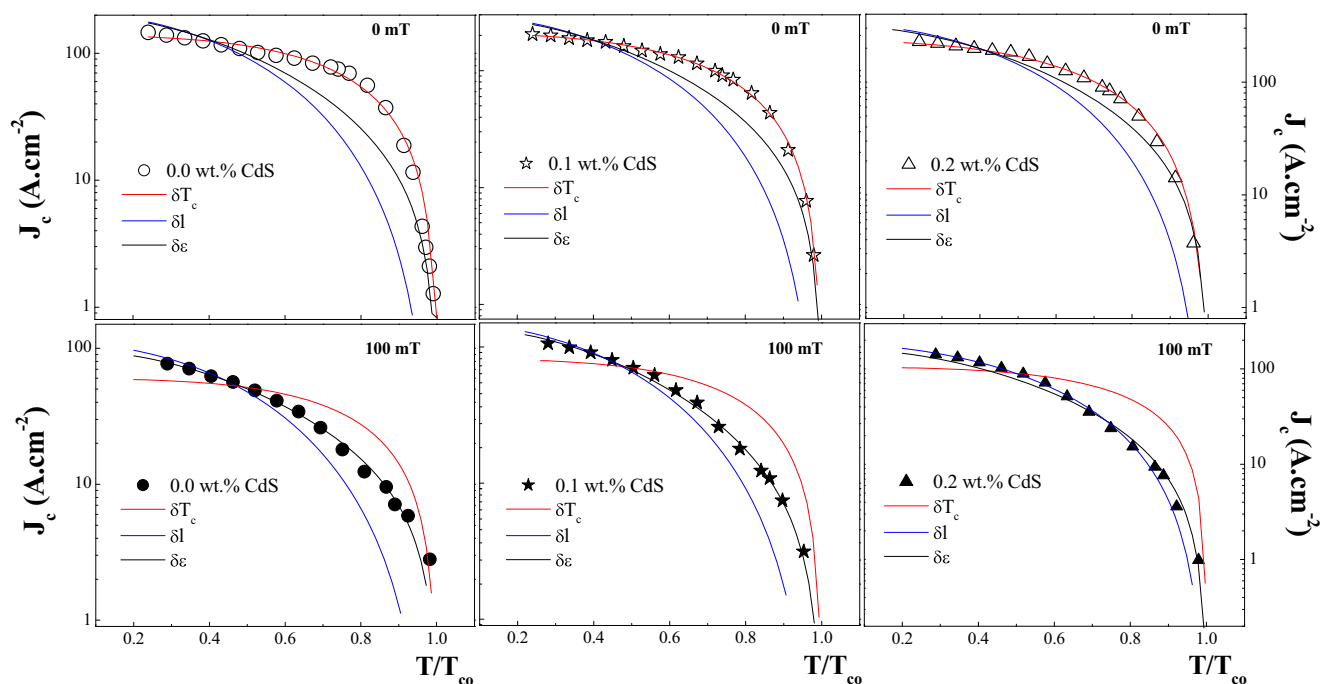 0 mT
100
10
1
J_c (A.cm^-2)
0.0 wt.% CdS
δT_c
δl
δε
0 mT
0.1 wt.% CdS
δT_c
δl
δε
0 mT
0.2 wt.% CdS
δT_c
δl
δε
100
10
1
J_c (A.cm^-2)
100 mT
100
10
1
J_c (A.cm^-2)
0.0 wt.% CdS
δT_c
δl
δε
0.2 0.4 0.6 0.8 1.0
T/T_co
100 mT
0.1 wt.% CdS
δT_c
δl
δε
0.2 0.4 0.6 0.8 1.0
T/T_co
100 mT
0.2 wt.% CdS
δT_c
δl
δε
100
10
1
J_c (A.cm^-2)
0.2 0.4 0.6 0.8 1.0
T/T_co